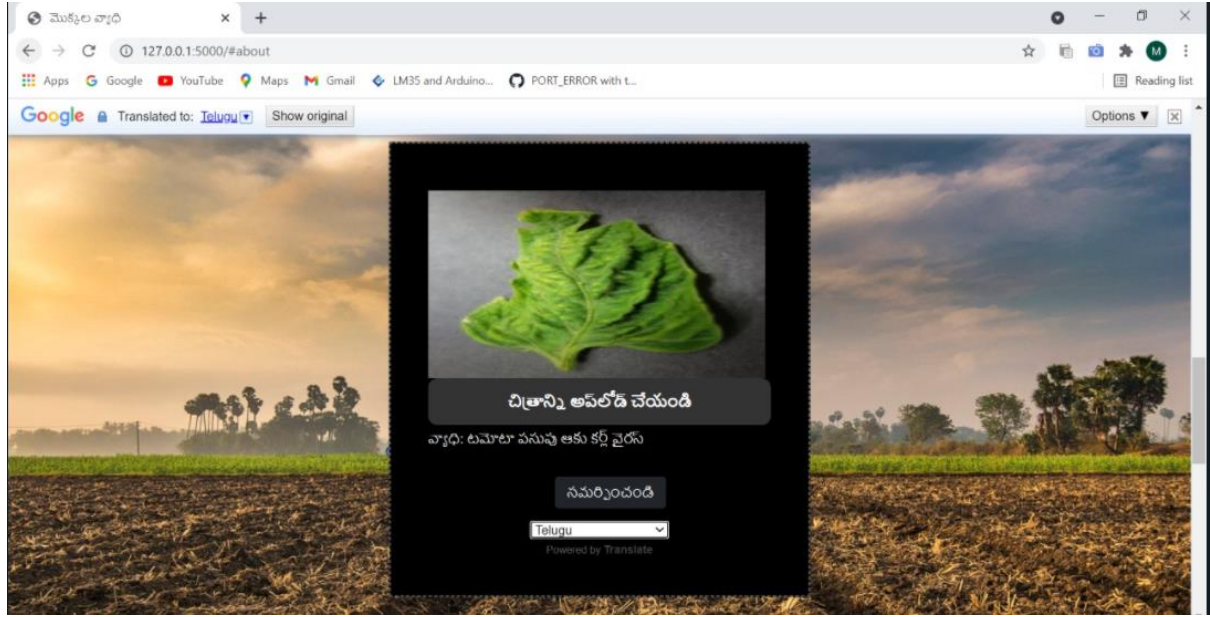 మొక్కల వ్యాధి
127.0.0.1:5000/#about
Apps Google YouTube Maps Gmail LM35 and Arduino... PORT_ERROR with t... Reading list
Google Translated to: Telugu Show original Options ▼
చిత్రాన్ని అప్‌లోడ్ చేయండి
వ్యాధి: టమోటా పసుపు ఆకు కర్ల్ వైరస్
సమర్పించండి
Telugu
Powered by Translate
M